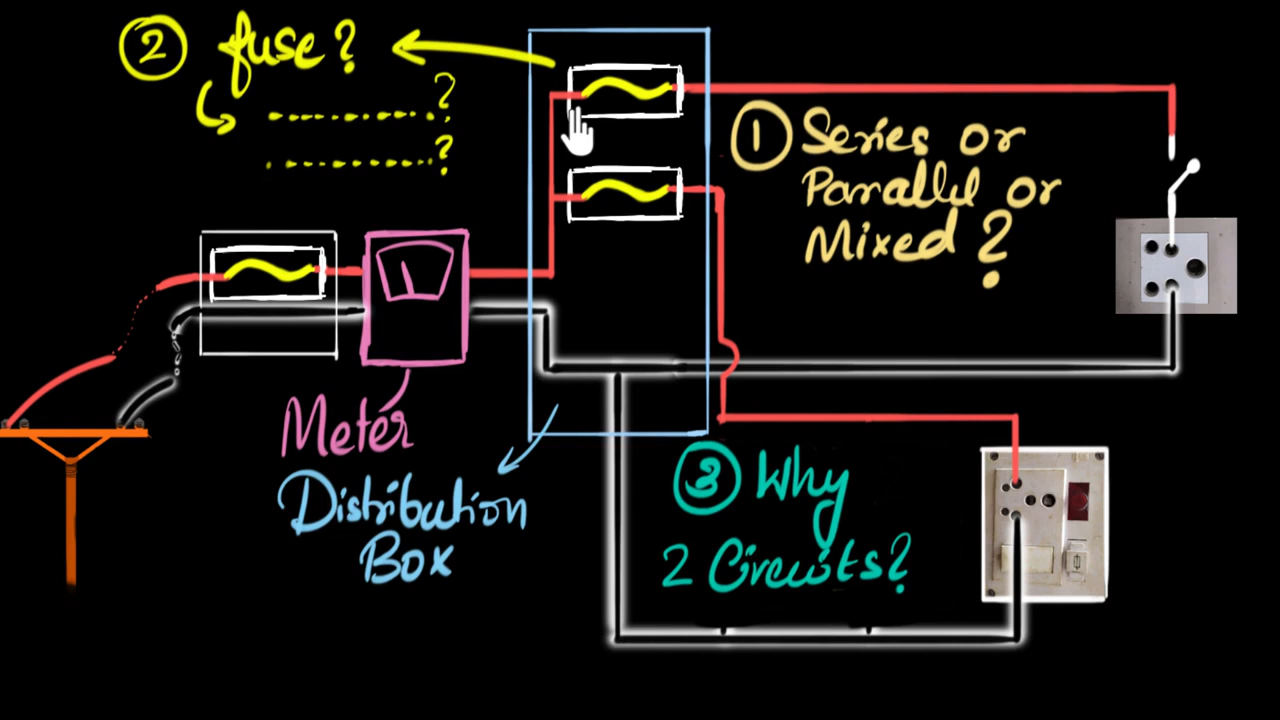 ② fuse?
..........?
..........?
① Series or
Parallel or
Mixed?
Meter
Distribution
Box
③ Why
2 Circuits?